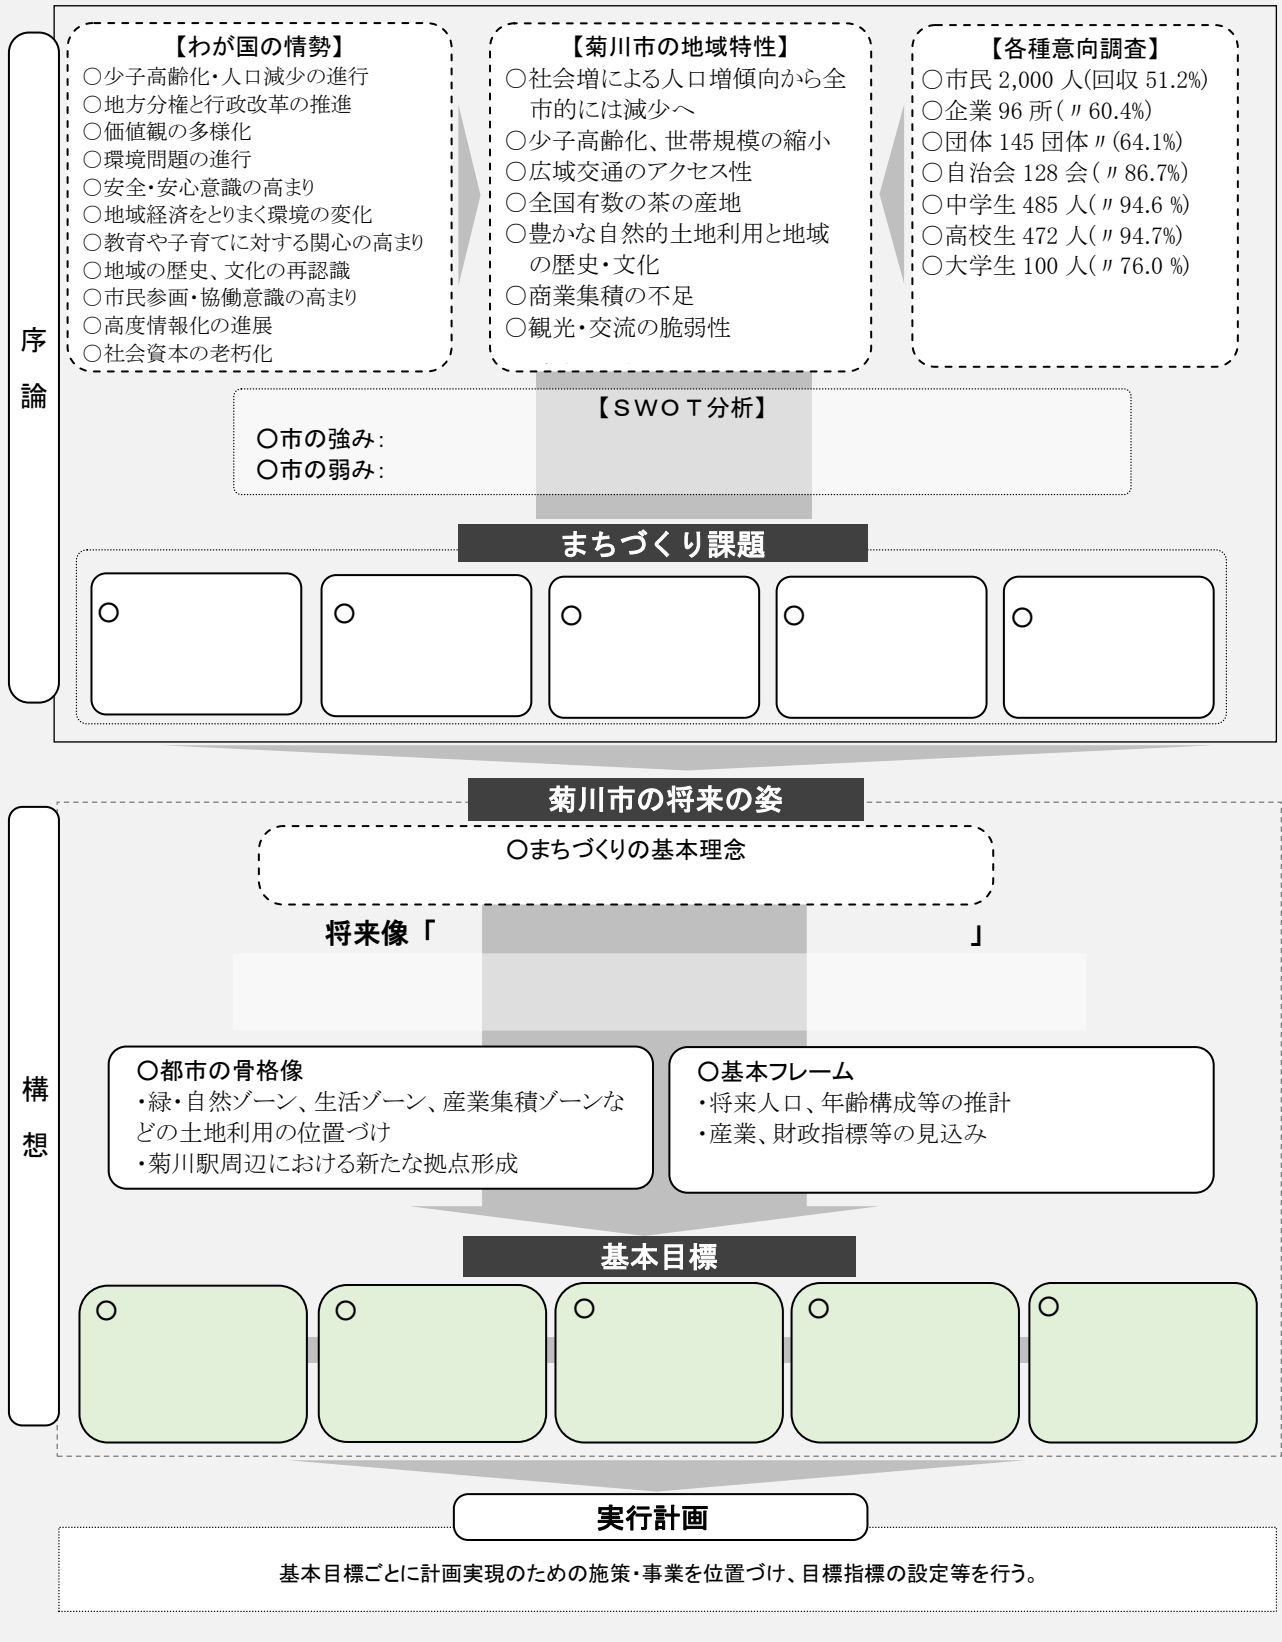 序論
【わが国の情勢】
○少子高齢化・人口減少の進行
○地方分権と行政改革の推進
○価値観の多様化
○環境問題の進行
○安全・安心意識の高まり
○地域経済をとりまく環境の変化
○教育や子育てに対する関心の高まり
○地域の歴史、文化の再認識
○市民参画・協働意識の高まり
○高度情報化の進展
○社会資本の老朽化
【菊川市の地域特性】
○社会増による人口増傾向から全
市的には減少へ
○少子高齢化、世帯規模の縮小
○広域交通のアクセス性
○全国有数の茶の産地
○豊かな自然的土地利用と地域
の歴史・文化
○商業集積の不足
○観光・交流の脆弱性
【各種意向調査】
○市民 2,000 人(回収 51.2%)
○企業 96 所(〃60.4%)
○団体 145 団体〃(64.1%)
○自治会 128 会(〃86.7%)
○中学生 485 人(〃94.6 %)
○高校生 472 人(〃94.7%)
○大学生 100 人(〃76.0 %)
【ＳＷＯＴ分析】
○市の強み：
○市の弱み：
まちづくり課題
○
○
○
○
○
構想
菊川市の将来の姿
○まちづくりの基本理念
将来像「 」
○都市の骨格像
・緑・自然ゾーン、生活ゾーン、産業集積ゾーンな
どの土地利用の位置づけ
・菊川駅周辺における新たな拠点形成
○基本フレーム
・将来人口、年齢構成等の推計
・産業、財政指標等の見込み
基本目標
○
○
○
○
○
実行計画
基本目標ごとに計画実現のための施策・事業を位置づけ、目標指標の設定等を行う。